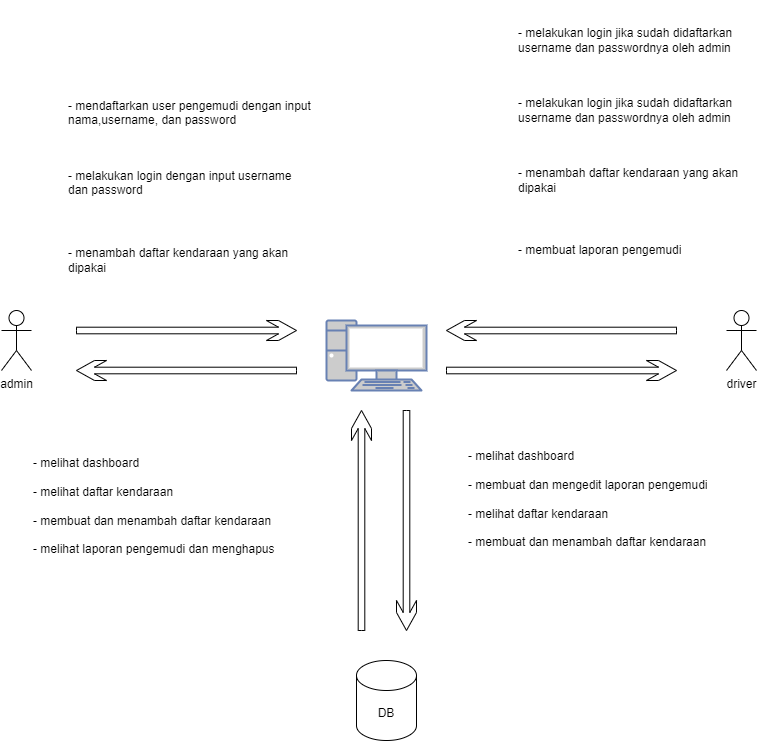 - melakukan login jika sudah didaftarkan
username dan passwordnya oleh admin
- mendaftarkan user pengemudi dengan input
nama,username, dan password
- melakukan login jika sudah didaftarkan
username dan passwordnya oleh admin
- melakukan login dengan input username
dan password
- menambah daftar kendaraan yang akan
dipakai
- menambah daftar kendaraan yang akan
dipakai
- membuat laporan pengemudi
admin
driver
- melihat dashboard
- melihat daftar kendaraan
- membuat dan menambah daftar kendaraan
- melihat laporan pengemudi dan menghapus
- melihat dashboard
- membuat dan mengedit laporan pengemudi
- melihat daftar kendaraan
- membuat dan menambah daftar kendaraan
DB